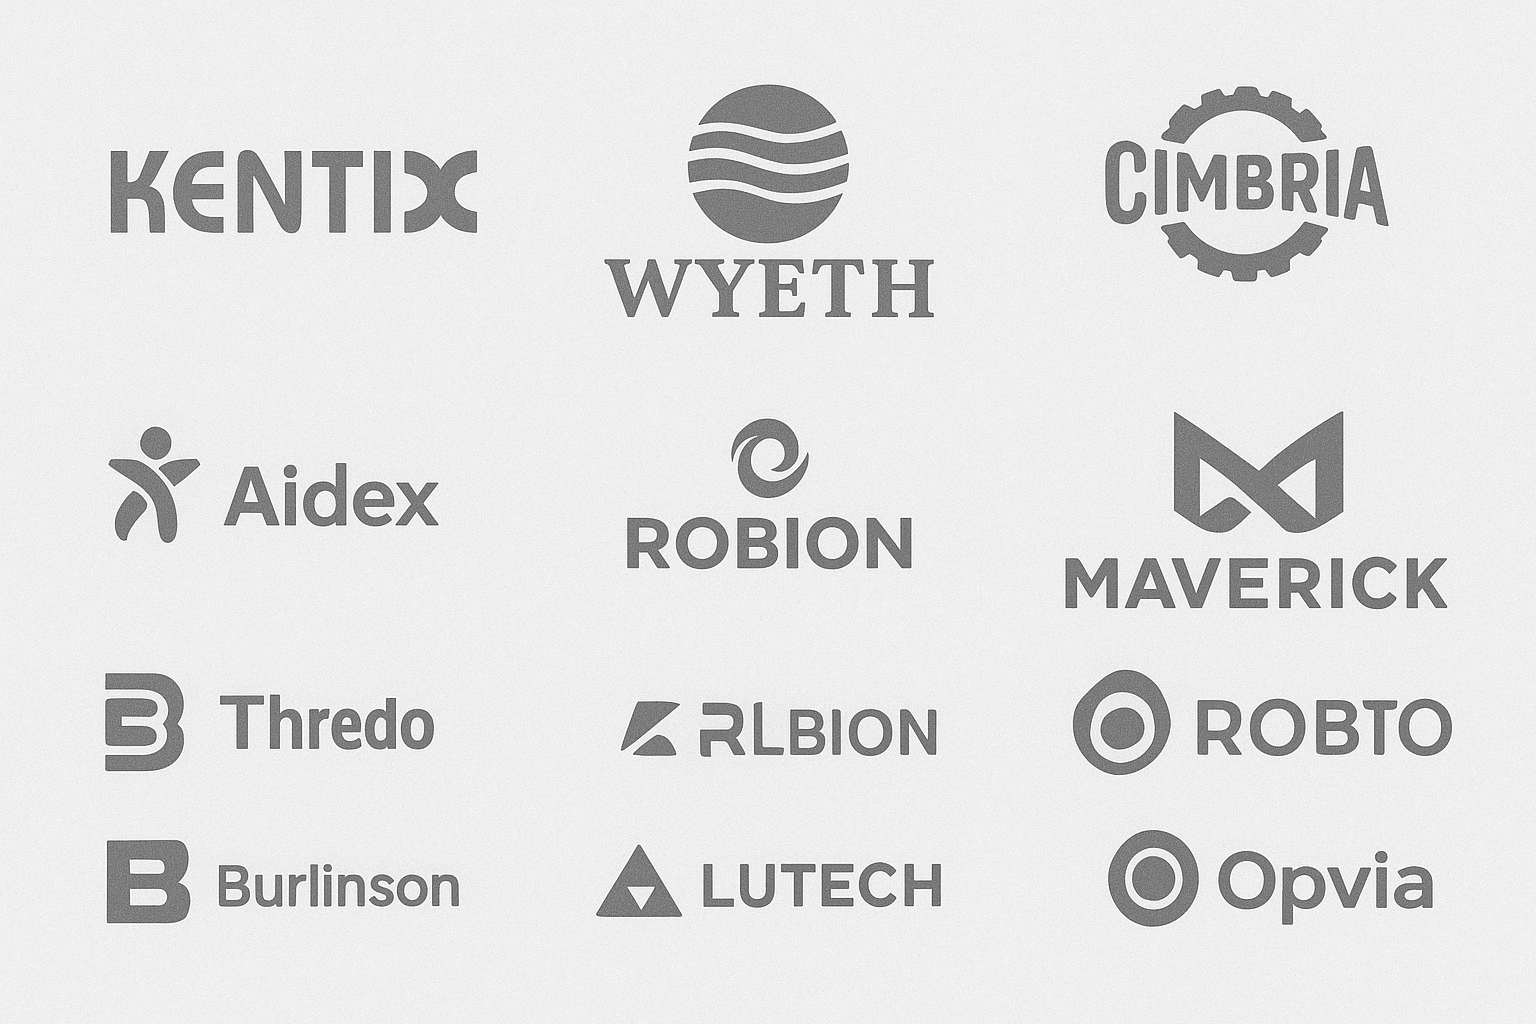 KENTIX
WYETH
CIMBRIA
Aidex
ROBION
MAVERICK
Thredo
RLBION
ROBTO
Burlinson
LUTECH
Opvia